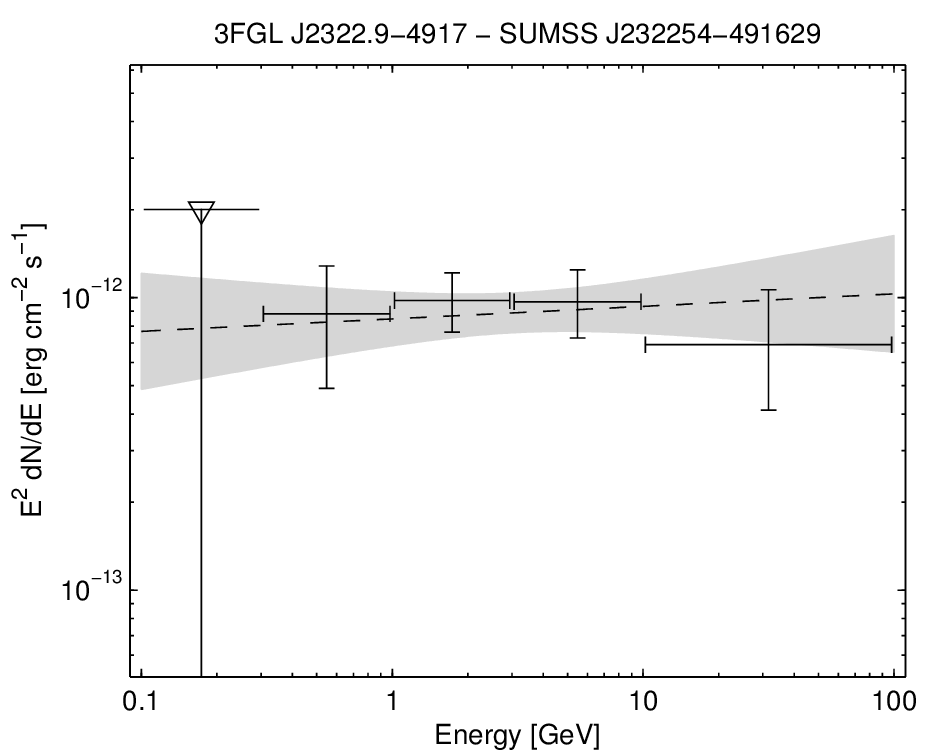 3FGL J2322.9−4917 − SUMSS J232254−491629
E² dN/dE [erg cm⁻² s⁻¹]
10⁻¹²
10⁻¹³
0.1 1 10 100
Energy [GeV]